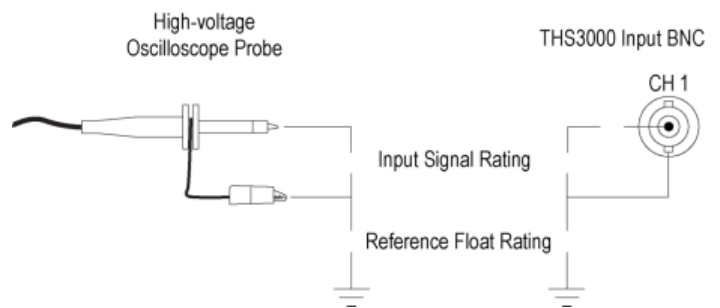 High-voltage
Oscilloscope Probe
THS3000 Input BNC
CH 1
Input Signal Rating
Reference Float Rating